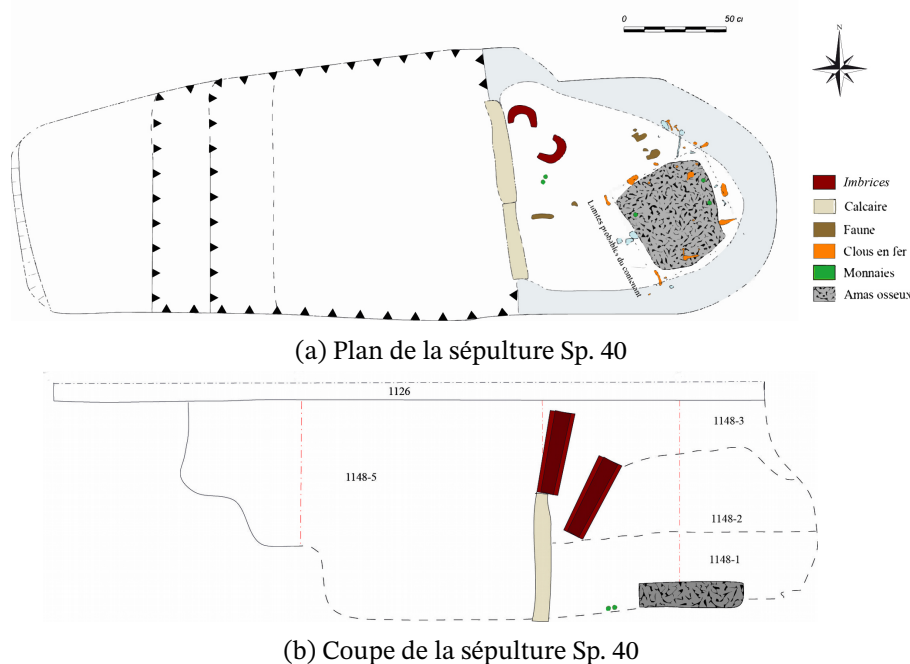 0 50 cı
N
Imbrices
Calcaire
Faune
Clous en fer
Monnaies
Amas osseux
Limites probables du contenant
(a) Plan de la sépulture Sp. 40
1126
1148-3
1148-5
1148-2
1148-1
(b) Coupe de la sépulture Sp. 40